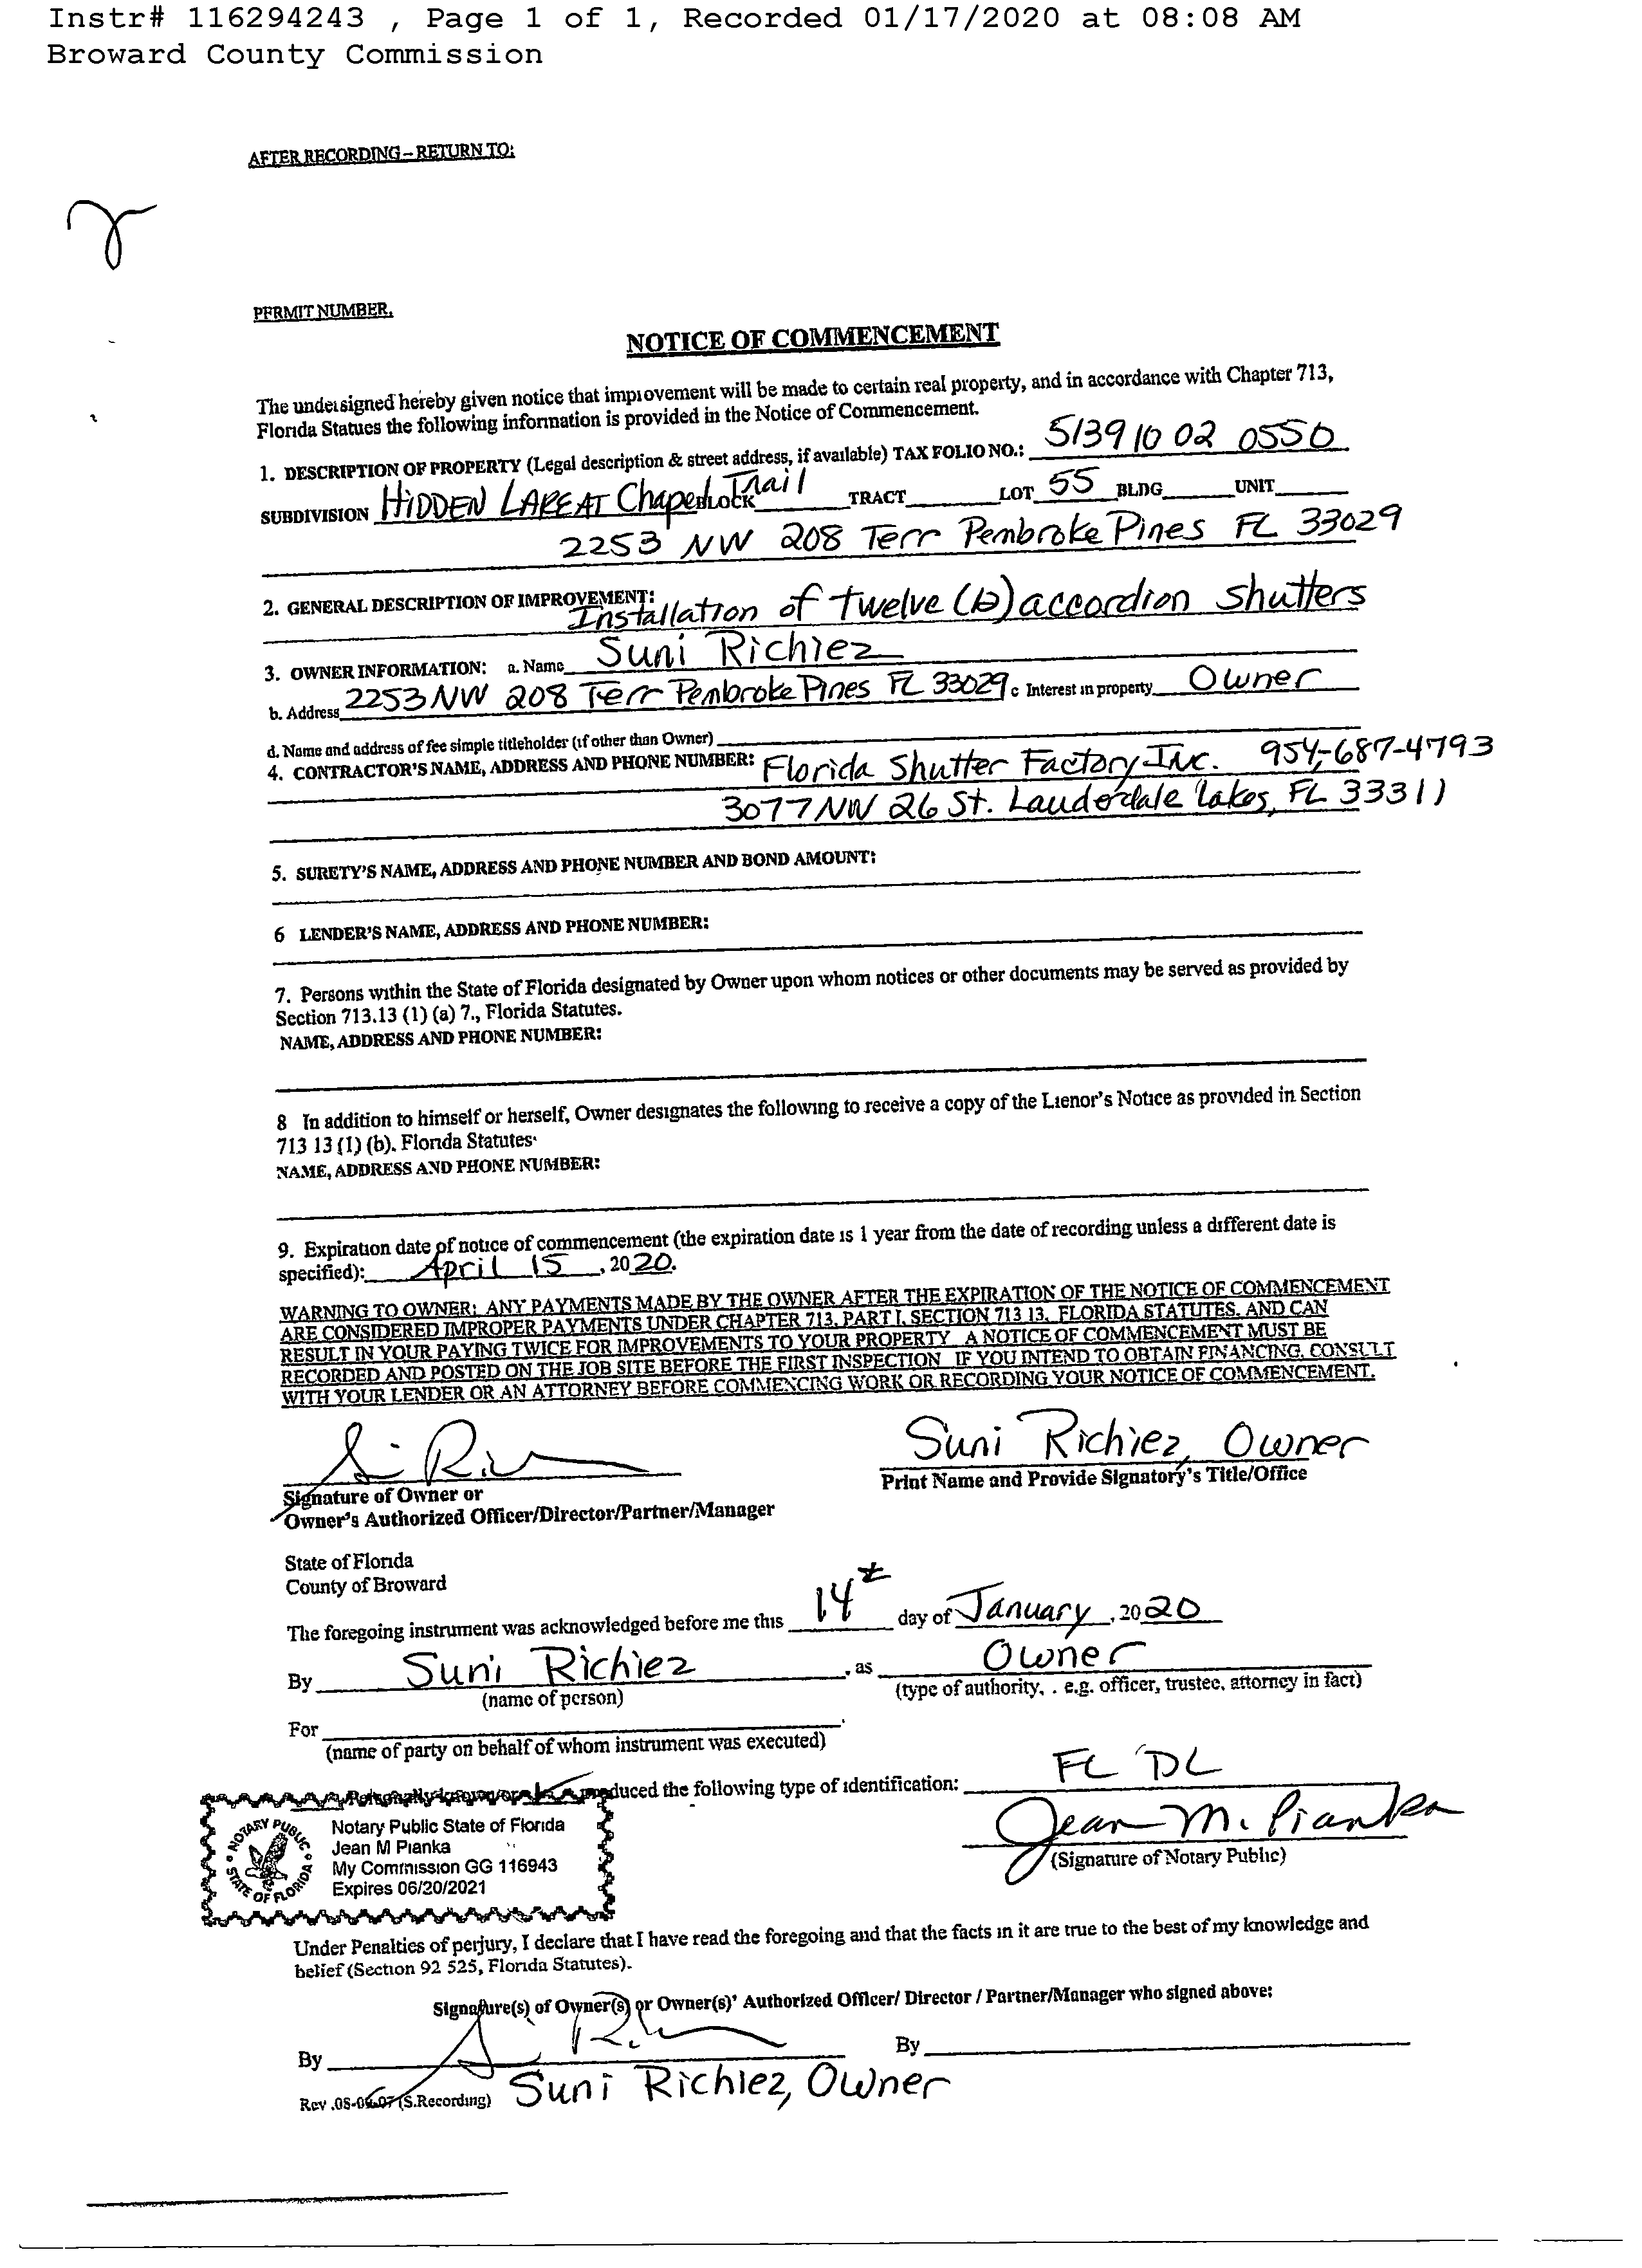 Instr# 116294243 , Page 1 of 1, Recorded 01/17/2020 at 08:08 AM
Broward County Commission
AFTER RECORDING – RETURN TO:
PERMIT NUMBER.
NOTICE OF COMMENCEMENT
The undersigned hereby given notice that improvement will be made to certain real property, and in accordance with Chapter 713,
Florida Statues the following information is provided in the Notice of Commencement.
1. DESCRIPTION OF PROPERTY (Legal description & street address, if available) TAX FOLIO NO.: 5139 10 02 0550
SUBDIVISION HIDDEN LAKE AT Chapel Trail BLOCK TRACT LOT 55 BLDG UNIT
2253 NW 208 Terr Pembroke Pines FL 33029
2. GENERAL DESCRIPTION OF IMPROVEMENT:
Installation of twelve (12) accordion shutters
3. OWNER INFORMATION: a. Name Suni Richiez
b. Address 2253 NW 208 Terr Pembroke Pines FL 33029 c Interest in property Owner
d. Name and address of fee simple titleholder (if other than Owner)
4. CONTRACTOR'S NAME, ADDRESS AND PHONE NUMBER: Florida Shutter Factory, Inc. 954-687-4793
3077 NW 26 St. Lauderdale Lakes, FL 33311
5. SURETY'S NAME, ADDRESS AND PHONE NUMBER AND BOND AMOUNT:
6 LENDER'S NAME, ADDRESS AND PHONE NUMBER:
7. Persons within the State of Florida designated by Owner upon whom notices or other documents may be served as provided by
Section 713.13 (1) (a) 7., Florida Statutes.
NAME, ADDRESS AND PHONE NUMBER:
8 In addition to himself or herself, Owner designates the following to receive a copy of the Lienor's Notice as provided in Section
713 13 (1) (b). Florida Statutes
NAME, ADDRESS AND PHONE NUMBER:
9. Expiration date of notice of commencement (the expiration date is 1 year from the date of recording unless a different date is
specified): April 15, 2020.
WARNING TO OWNER: ANY PAYMENTS MADE BY THE OWNER AFTER THE EXPIRATION OF THE NOTICE OF COMMENCEMENT
ARE CONSIDERED IMPROPER PAYMENTS UNDER CHAPTER 713, PART I, SECTION 713 13, FLORIDA STATUTES, AND CAN
RESULT IN YOUR PAYING TWICE FOR IMPROVEMENTS TO YOUR PROPERTY A NOTICE OF COMMENCEMENT MUST BE
RECORDED AND POSTED ON THE JOB SITE BEFORE THE FIRST INSPECTION IF YOU INTEND TO OBTAIN FINANCING, CONSULT
WITH YOUR LENDER OR AN ATTORNEY BEFORE COMMENCING WORK OR RECORDING YOUR NOTICE OF COMMENCEMENT.
Suni Richiez, Owner
Print Name and Provide Signatory's Title/Office
Signature of Owner or
Owner's Authorized Officer/Director/Partner/Manager
State of Florida
County of Broward
The foregoing instrument was acknowledged before me this 14th day of January, 2020
By Suni Richiez, as Owner
(name of person) (type of authority, . e.g. officer, trustee, attorney in fact)
For
(name of party on behalf of whom instrument was executed)
Personally known or produced the following type of identification: FL DL
NOTARY PUBLIC STATE OF FLORIDA
Notary Public State of Florida
Jean M Pianka
My Commission GG 116943
Expires 06/20/2021
Jean M. Pianka
(Signature of Notary Public)
Under Penalties of perjury, I declare that I have read the foregoing and that the facts in it are true to the best of my knowledge and
belief (Section 92 525, Florida Statutes).
Signature(s) of Owner(s) or Owner(s)' Authorized Officer/ Director / Partner/Manager who signed above:
By By
Rev .08-06-07 (S.Recording) Suni Richiez, Owner